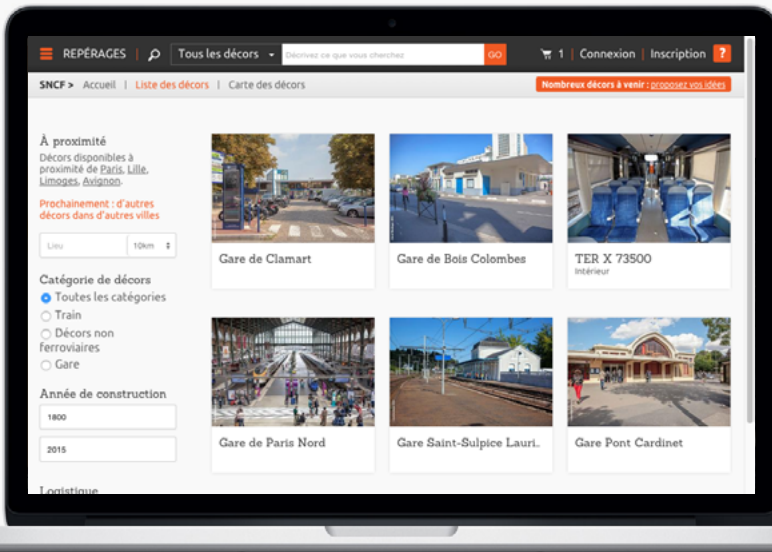 REPÉRAGES | Tous les décors Décrivez ce que vous cherchez GO 1 | Connexion | Inscription ?
SNCF > Accueil | Liste des décors | Carte des décors Nombreux décors à venir : proposez vos idées
À proximité
Décors disponibles à
proximité de Paris, Lille,
Limoges, Avignon.
Prochainement : d'autres
décors dans d'autres villes
Lieu 10km
Catégorie de décors
Toutes les catégories
Train
Décors non
ferroviaires
Gare
Année de construction
1800
2015
Logistique
Gare de Clamart
Gare de Bois Colombes
TER X 73500
Intérieur
Gare de Paris Nord
Gare Saint-Sulpice Lauri..
Gare Pont Cardinet